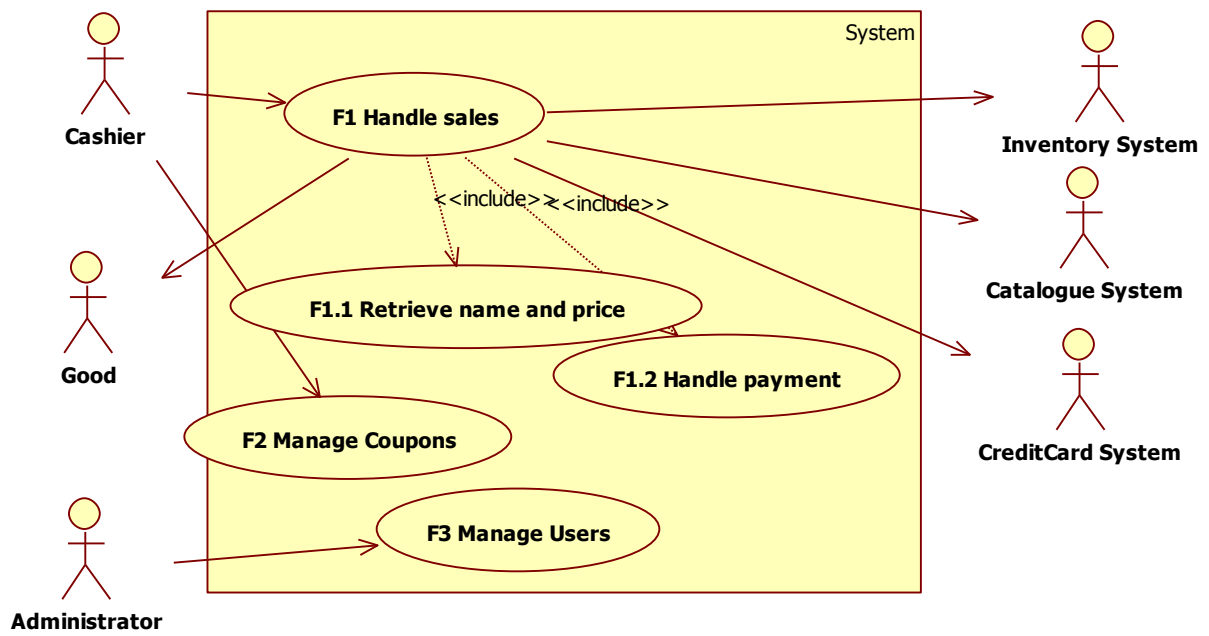 System
F1 Handle sales
Cashier
Inventory System
<<include>>
<<include>>
Catalogue System
F1.1 Retrieve name and price
Good
F1.2 Handle payment
F2 Manage Coupons
CreditCard System
F3 Manage Users
Administrator